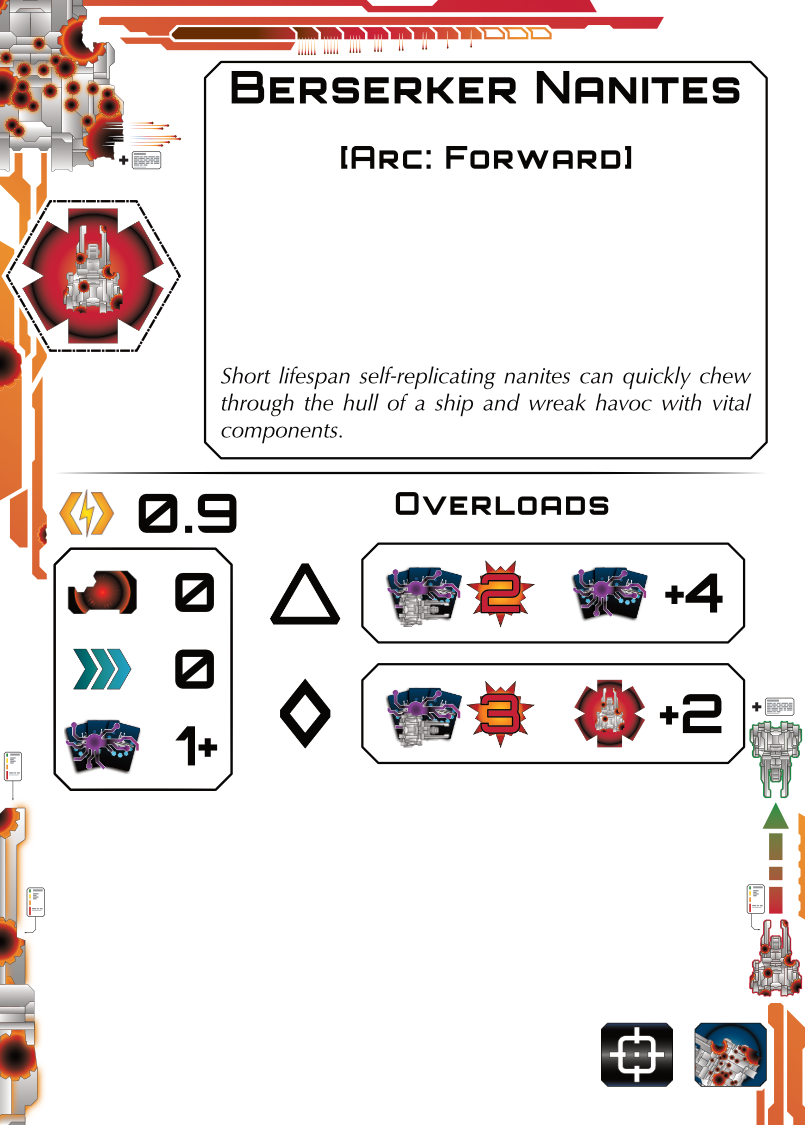 Berserker Nanites
[Arc: Forward]
Short lifespan self-replicating nanites can quickly chew
through the hull of a ship and wreak havoc with vital
components.
0.9
Overloads
0
2
+4
0
3
+2
1+
+
+